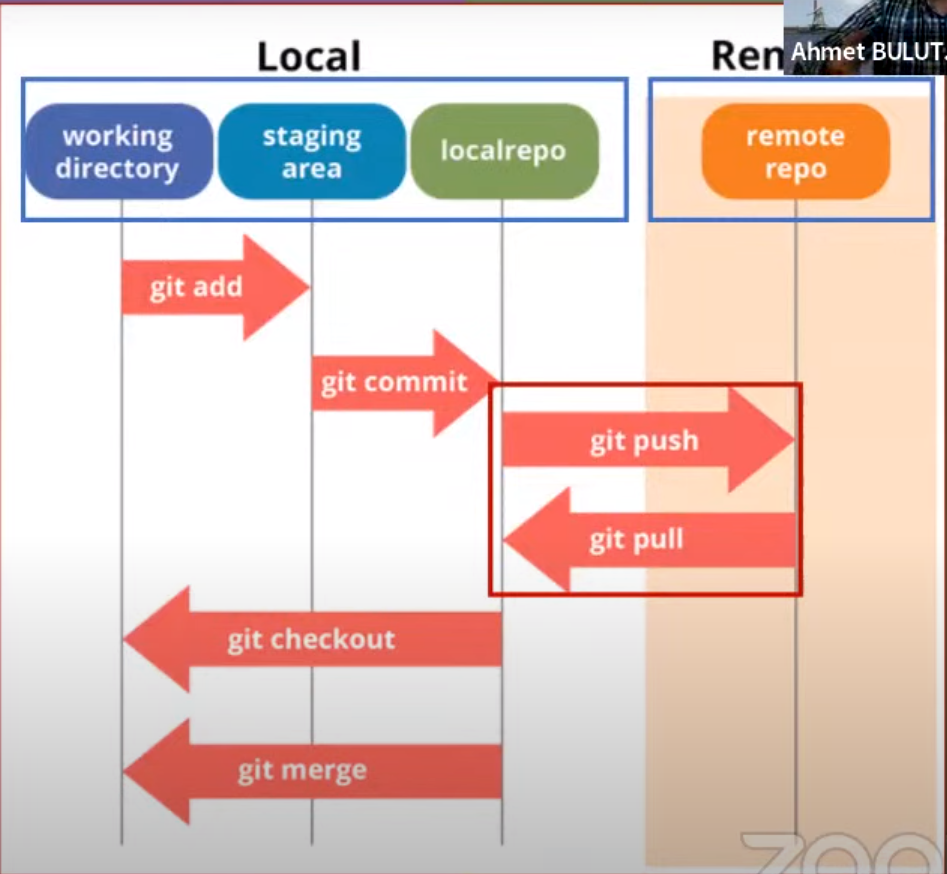 Local
Ren
Ahmet BULUT.
working
directory
staging
area
localrepo
remote
repo
git add
git commit
git push
git pull
git checkout
git merge
zoo